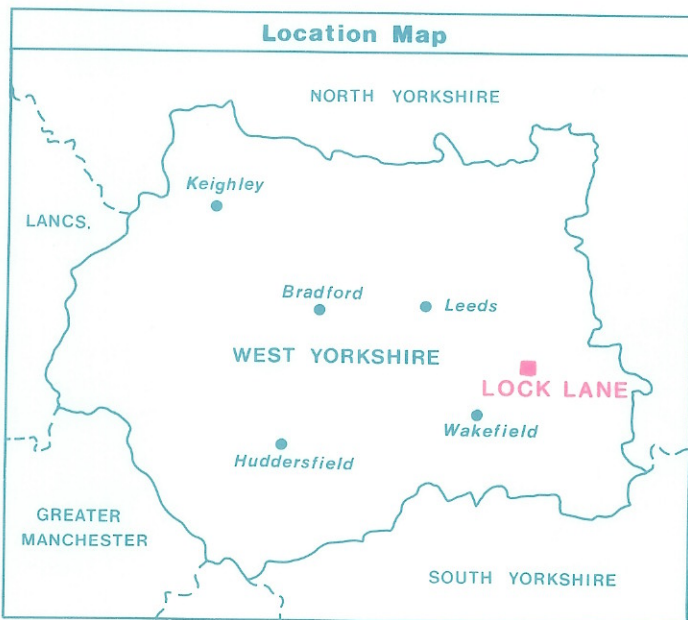 Location Map
NORTH YORKSHIRE
Keighley
LANCS.
Bradford
Leeds
WEST YORKSHIRE
LOCK LANE
Wakefield
Huddersfield
GREATER
MANCHESTER
SOUTH YORKSHIRE